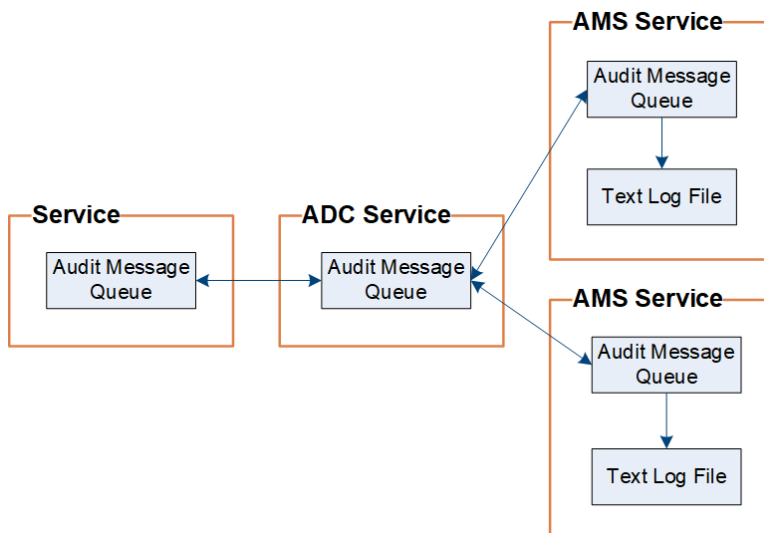 Service
Audit Message
Queue
ADC Service
Audit Message
Queue
AMS Service
Audit Message
Queue
Text Log File
AMS Service
Audit Message
Queue
Text Log File